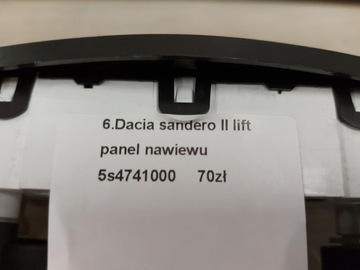 6.Dacia sandero II lift
panel nawiewu
5s4741000 70zł